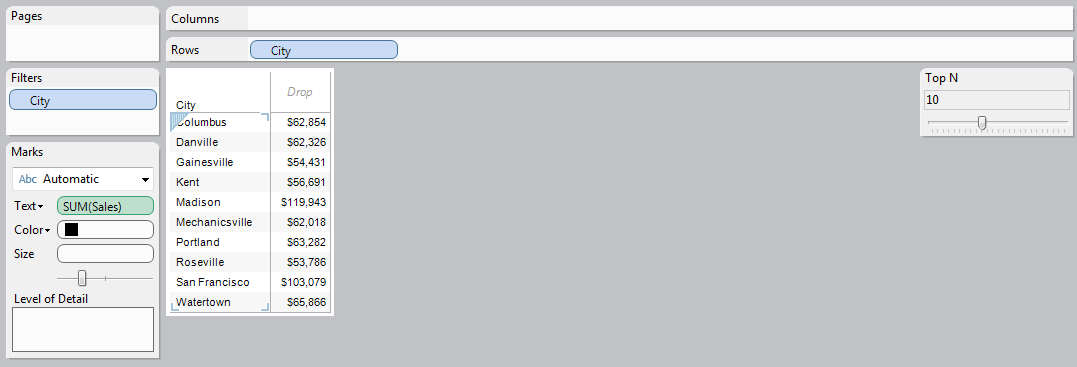 Pages
Columns
Rows City
Filters
City
Marks
Abc Automatic
Text SUM(Sales)
Color
Size
Level of Detail
City Drop
Columbus $62,854
Danville $62,326
Gainesville $54,431
Kent $56,691
Madison $119,943
Mechanicsville $62,018
Portland $63,282
Roseville $53,786
San Francisco $103,079
Watertown $65,866
Top N
10